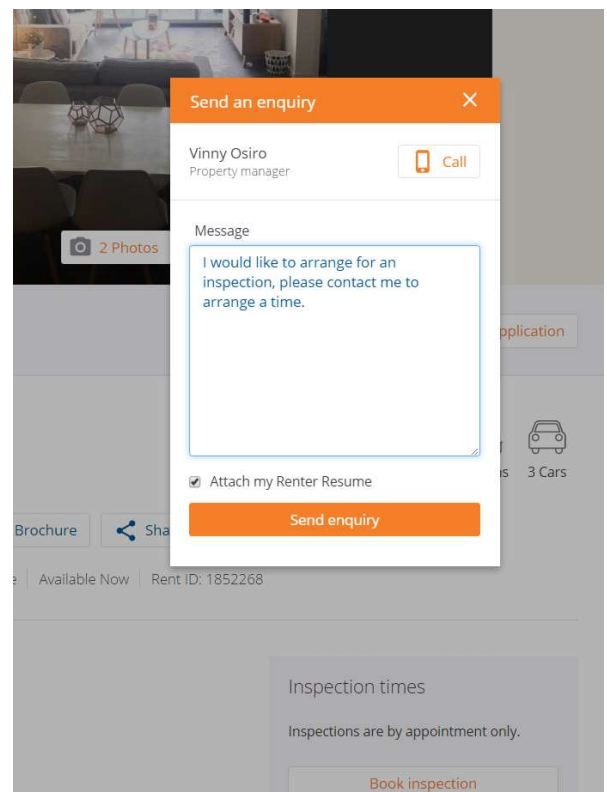 Send an enquiry
Vinny Osiro
Call
Property manager
2 Photos
Message
I would like to arrange for an
inspection, please contact me to
arrange a time.
Attach my Renter Resume
3 Cars
Send enquiry
Brochure
Available Now
Rent ID: 1852268
Inspection times
Inspections are by appointment only.
Book inspection